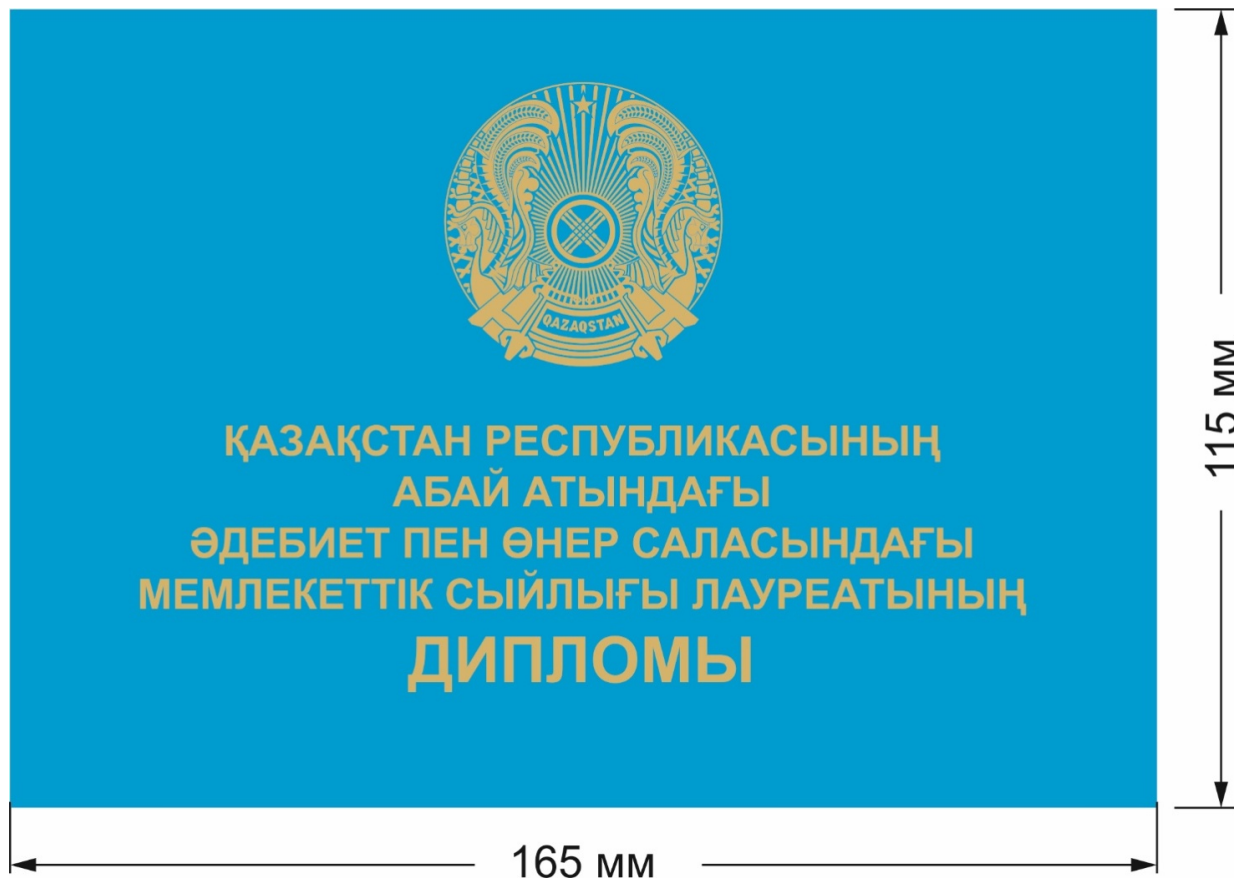 QAZAQSTAN
ҚАЗАҚСТАН РЕСПУБЛИКАСЫНЫҢ
АБАЙ АТЫНДАҒЫ
ӘДЕБИЕТ ПЕН ӨНЕР САЛАСЫНДАҒЫ
МЕМЛЕКЕТТІК СЫЙЛЫҒЫ ЛАУРЕАТЫНЫҢ
ДИПЛОМЫ
115 мм
165 мм